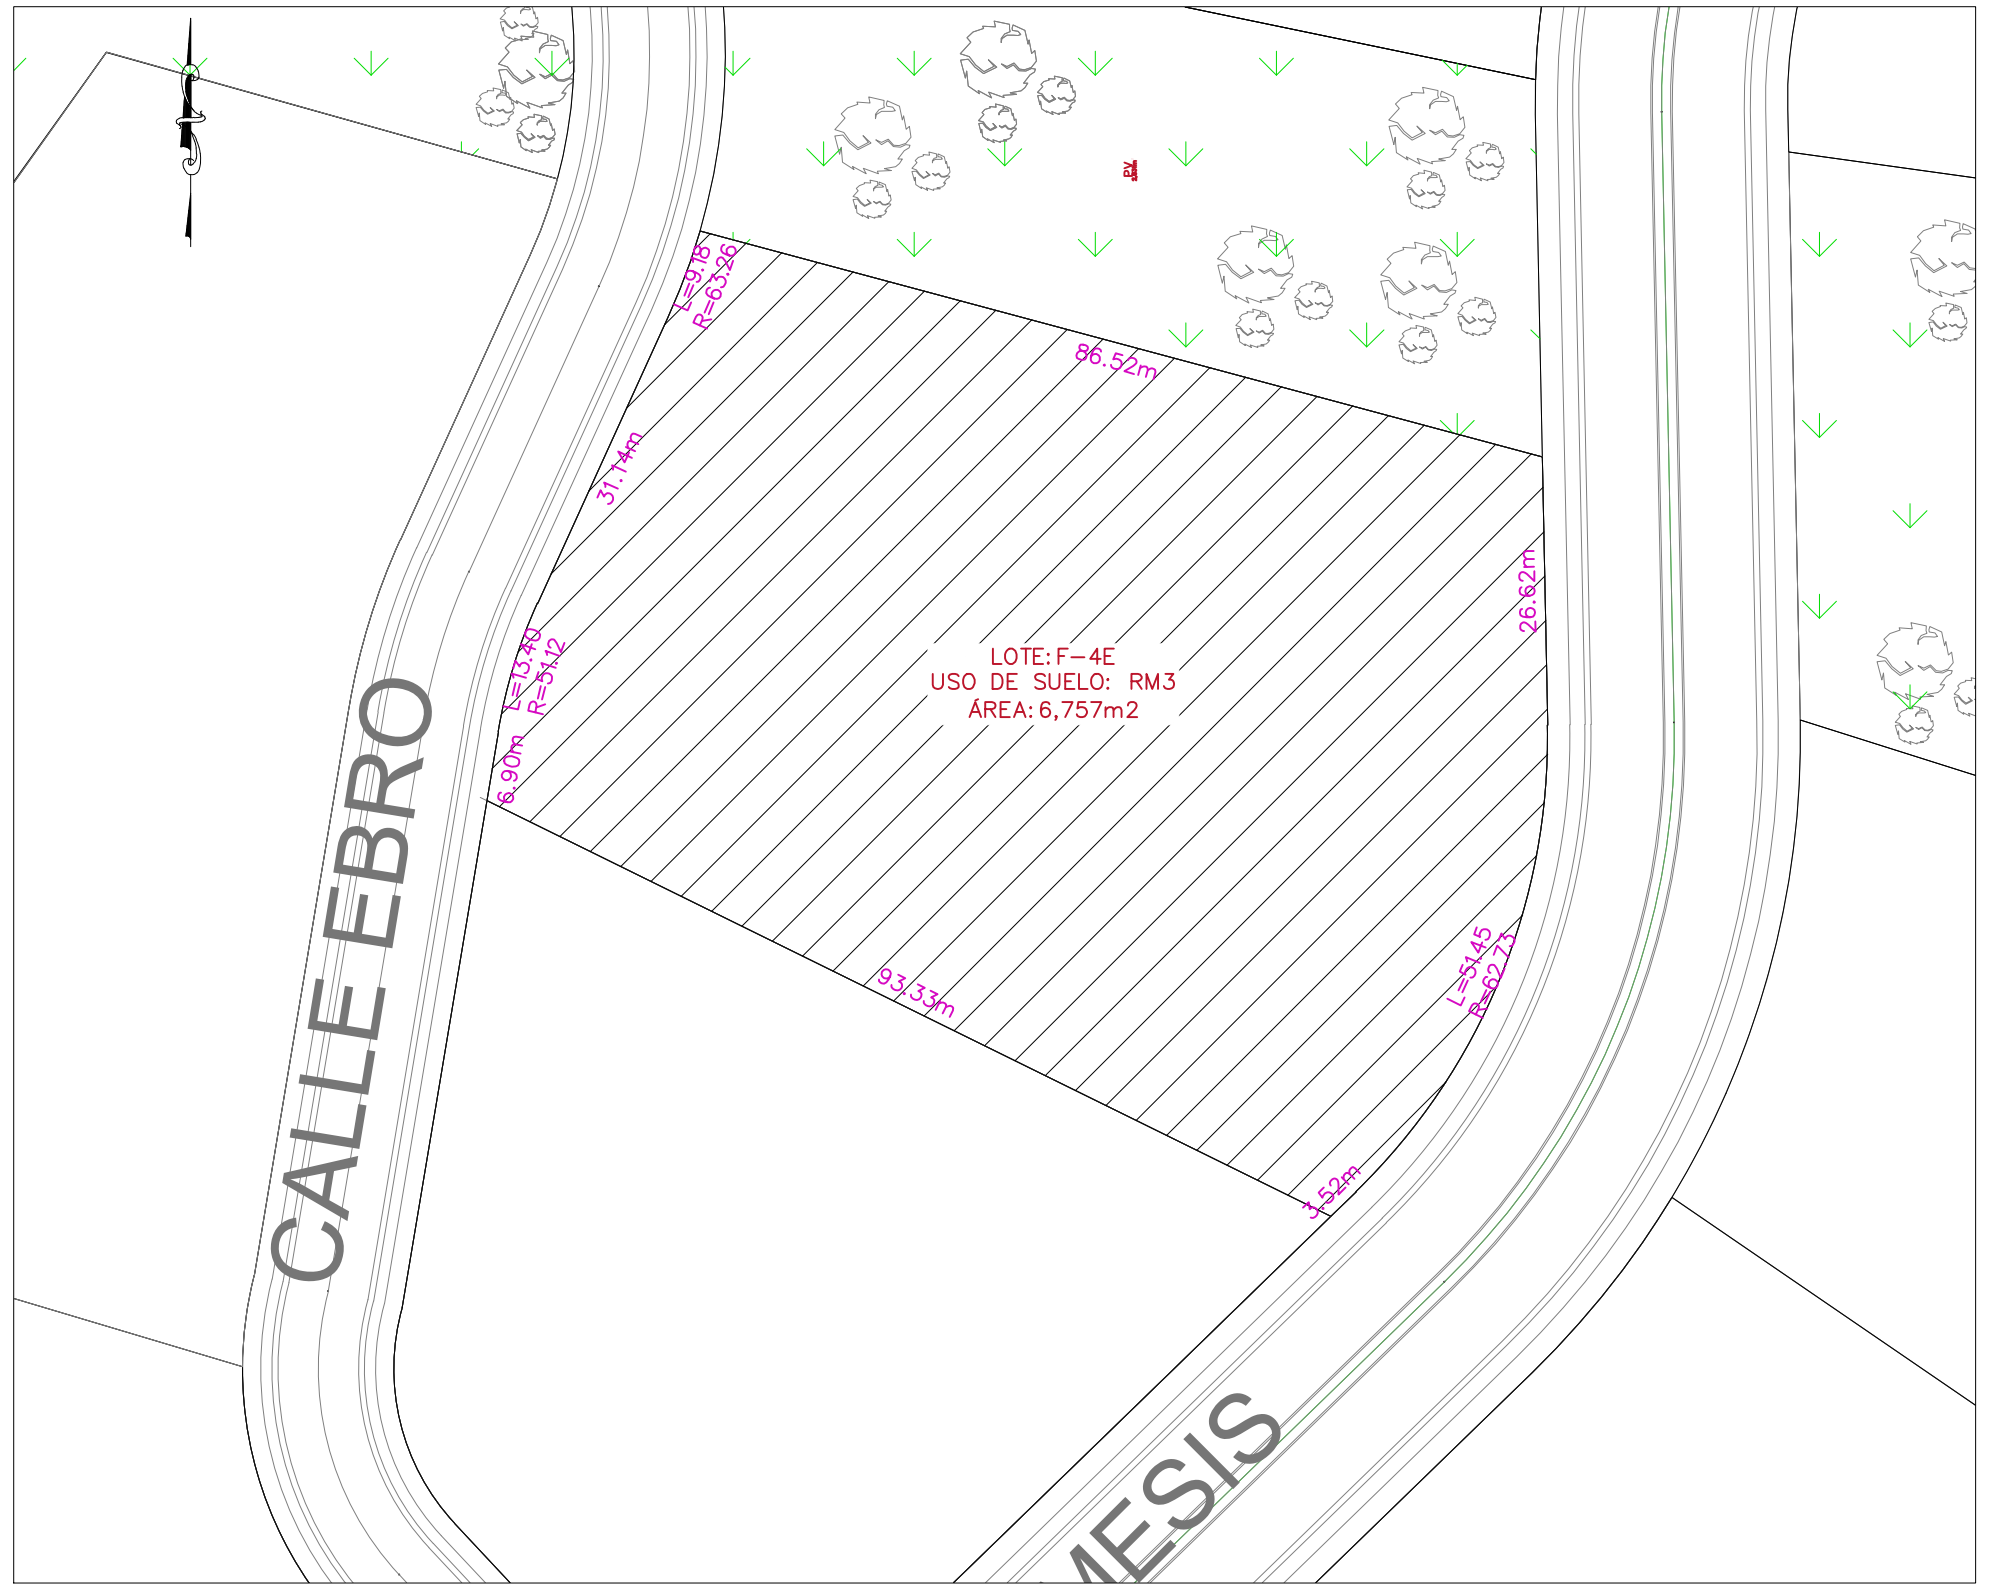 PV
L=9.18
R=63.26
86.52m
31.14m
26.62m
L=13.40
R=51.12
LOTE: F-4E
USO DE SUELO: RM3
ÁREA: 6,757m2
6.90m
L=51.45
R=62.73
93.33m
3.52m
CALLE EBRO
MESIS